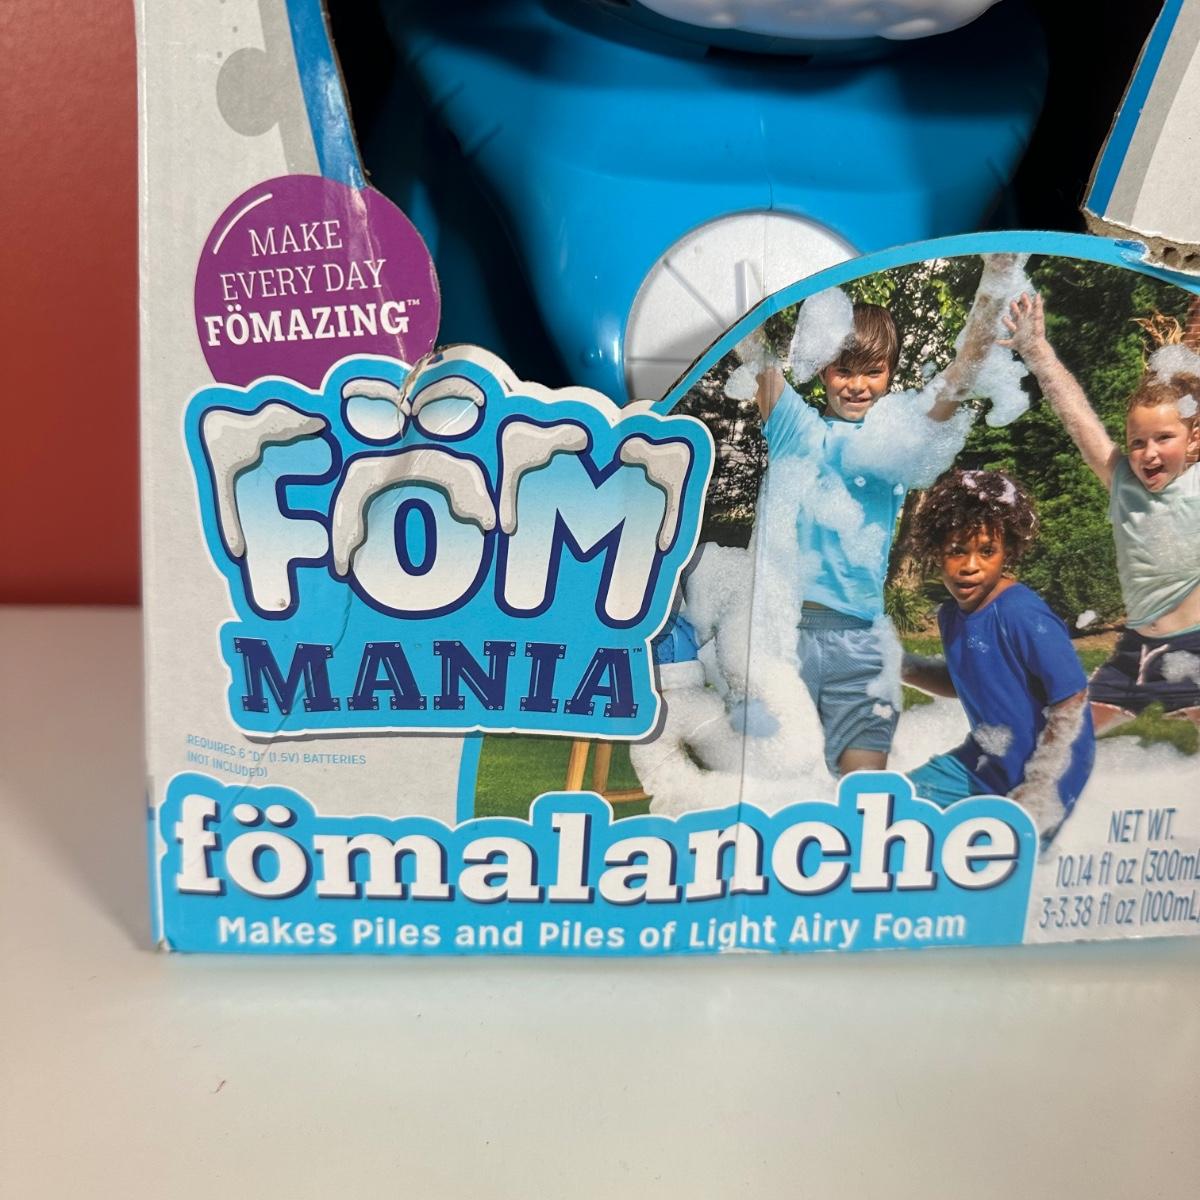 MAKE
EVERY DAY
FÖMAZING™
FÖM
MANIA™
REQUIRES 6 "D" (1.5V) BATTERIES
(NOT INCLUDED)
fömalanche™
Makes Piles and Piles of Light Airy Foam
NET WT.
10.14 fl oz (300mL
3-3.38 fl oz (100mL)